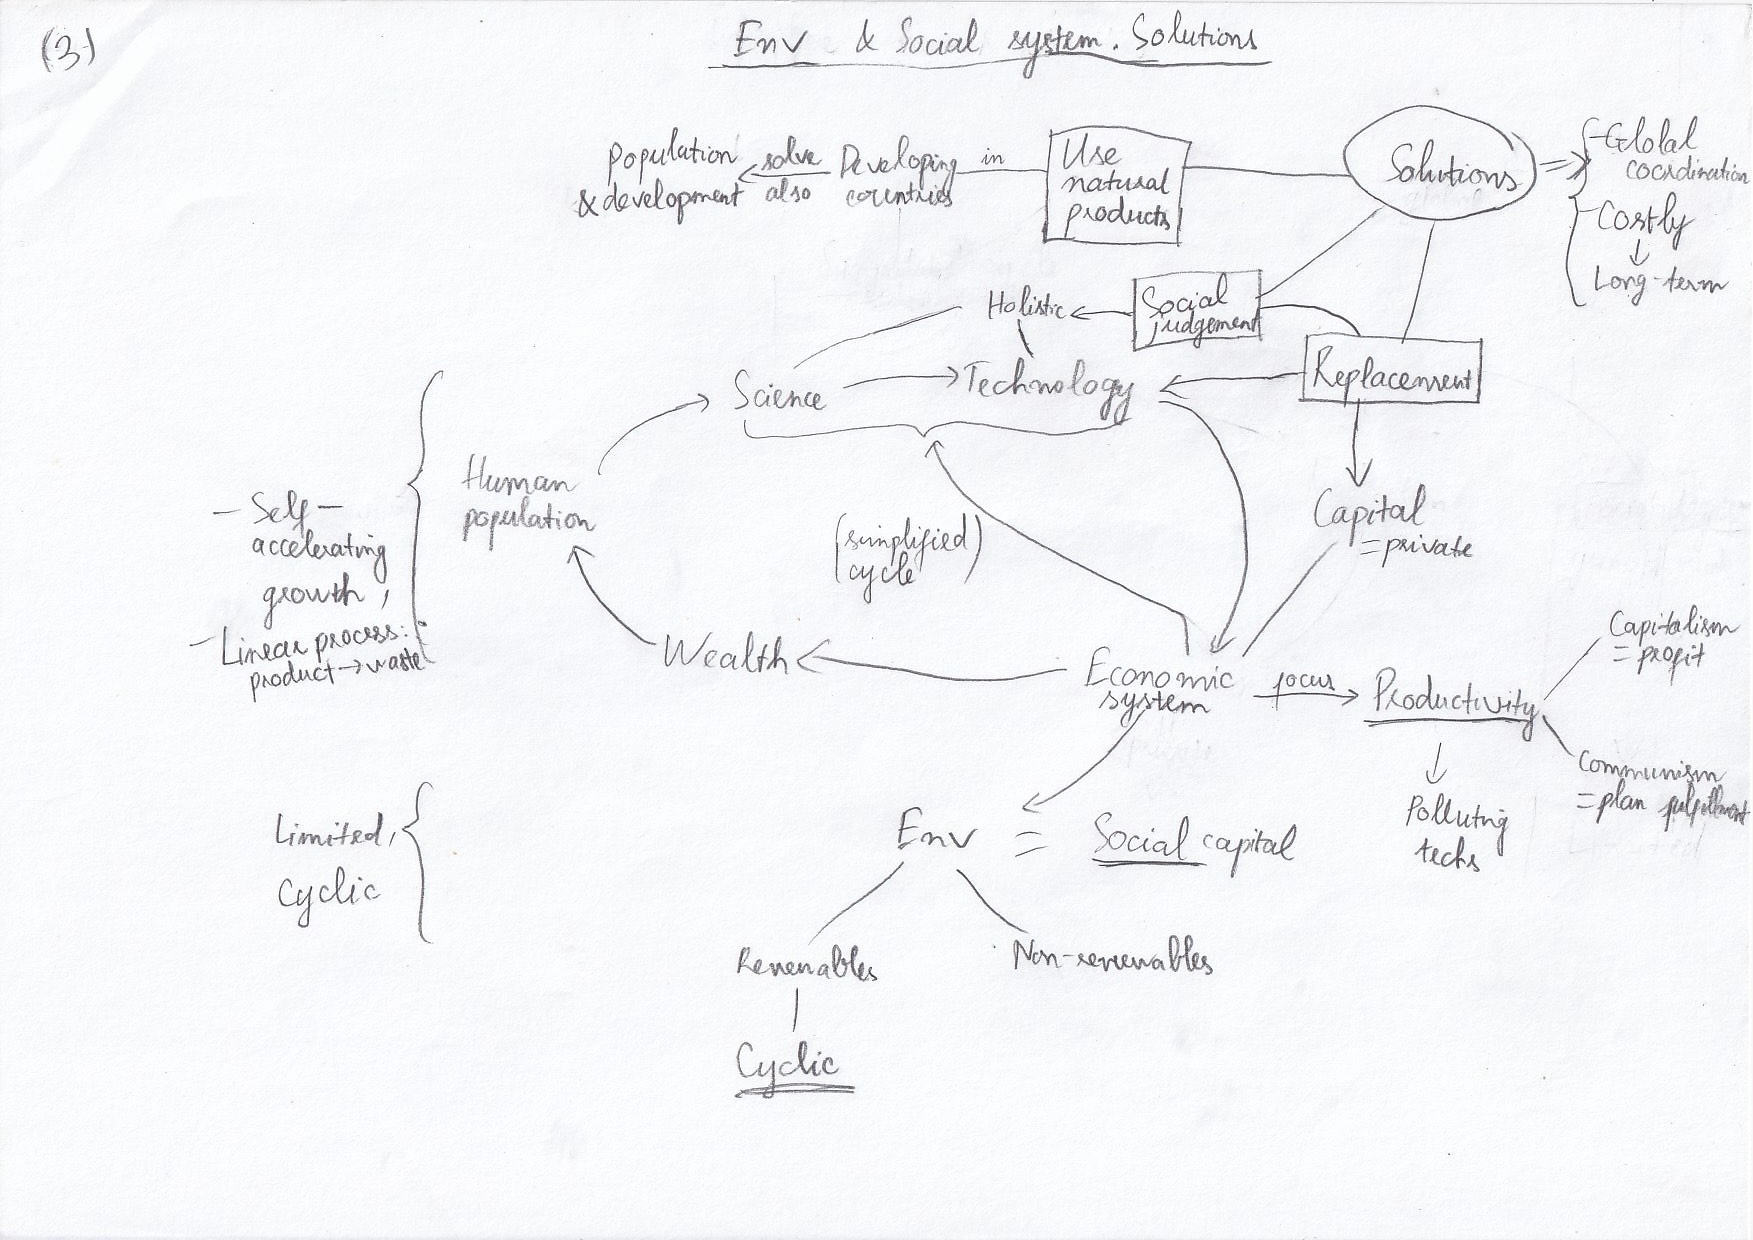 (3)
Env & Social system. Solutions
Population
& development
solve
also
Developing
countries
in
Use
natural
products
Solutions
- Global
coordination
- Costly
↓
Long-term
Holistic
Social
judgement
Replacement
Science
Technology
Human
population
(simplified)
cycle
Capital
= private
- Self-
accelerating
growth,
- Linear process:
product → waste
Wealth
Economic
system
focus
Productivity
Capitalism
= profit
Communism
= plan fulfillment
Polluting
techs
Limited,
Cyclic
Env = Social capital
Renenables
Non-renewables
Cyclic